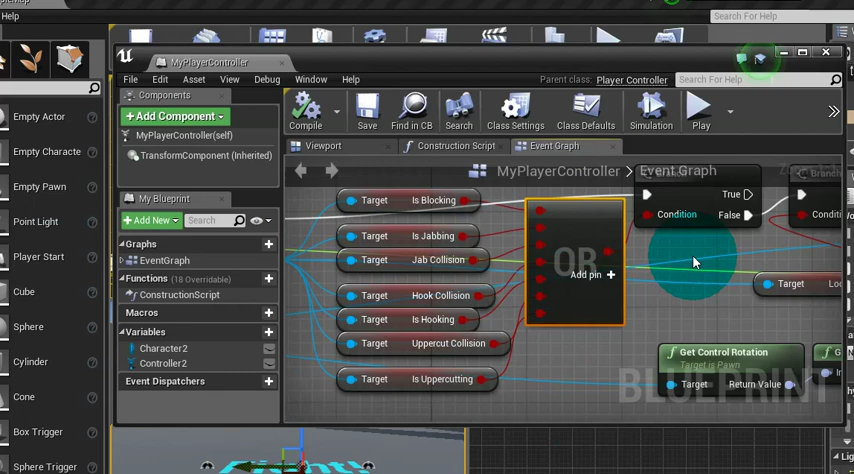 Help
Search For Help
MyPlayerController
File Edit Asset View Debug Window Help
Parent class: Player Controller
Search For Help
Components
+ Add Component
MyPlayerController(self)
TransformComponent (Inherited)
My Blueprint
+ Add New
Search
Graphs
EventGraph
Functions (18 Overridable)
ConstructionScript
Macros
Variables
Character2
Controller2
Event Dispatchers
Compile
Save
Find in CB
Search
Class Settings
Class Defaults
Simulation
Play
Viewport
Construction Script
Event Graph
MyPlayerController > Event Graph
Target Is Blocking
Target Is Jabbing
Target Jab Collision
Target Hook Collision
Target Is Hooking
Target Uppercut Collision
Target Is Uppercutting
OR
Add pin +
True
Condition False
Branch
Target
Get Control Rotation
Target is Pawn
Target Return Value
BLUEPRINT
Empty Actor
Empty Characte
Empty Pawn
Point Light
Player Start
Cube
Sphere
Cylinder
Cone
Box Trigger
Sphere Trigger